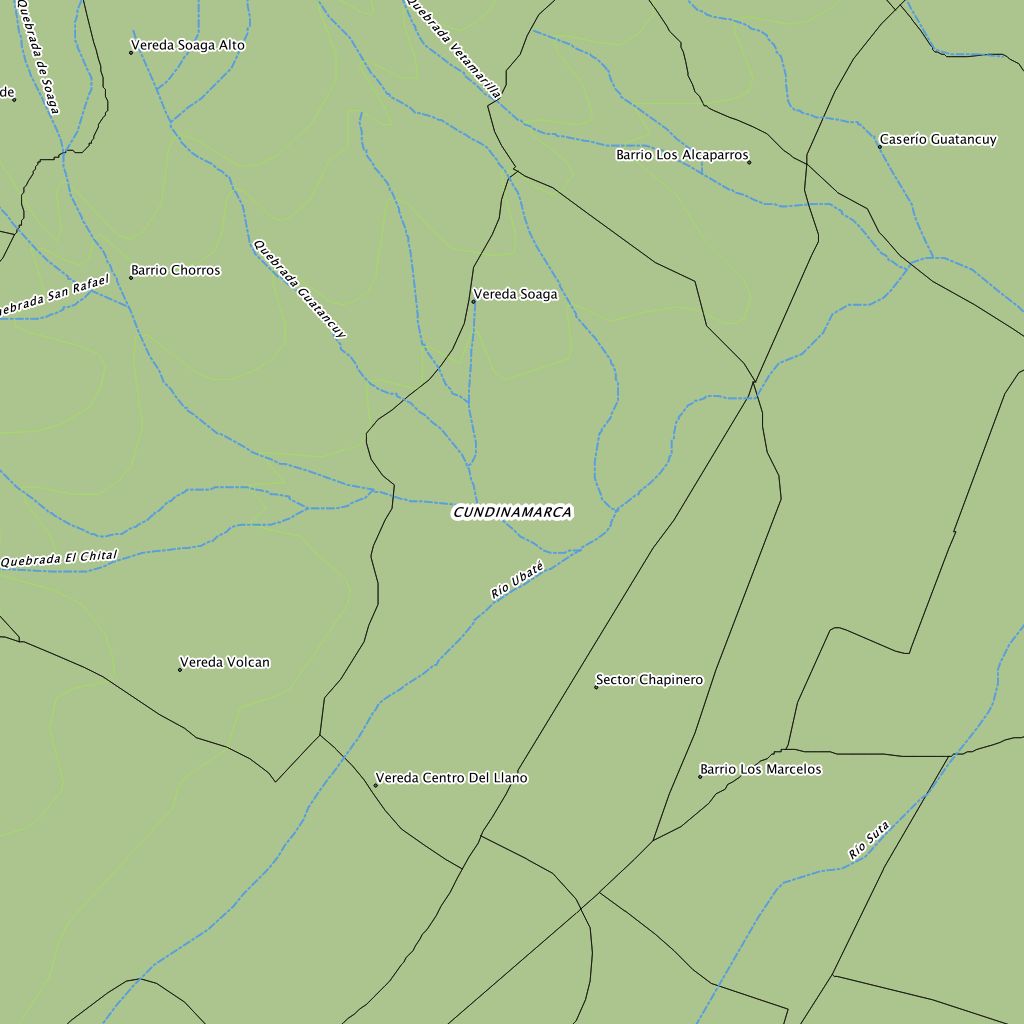 Quebrada de Soaga
Vereda Soaga Alto
Quebrada Vetamarilla
de
Caserío Guatancuy
Barrio Los Alcaparros
Quebrada Guatancuy
Barrio Chorros
uebrada San Rafael
Vereda Soaga
CUNDINAMARCA
Quebrada El Chital
Río Ubaté
Vereda Volcan
Sector Chapinero
Barrio Los Marcelos
Vereda Centro Del Llano
Río Suta